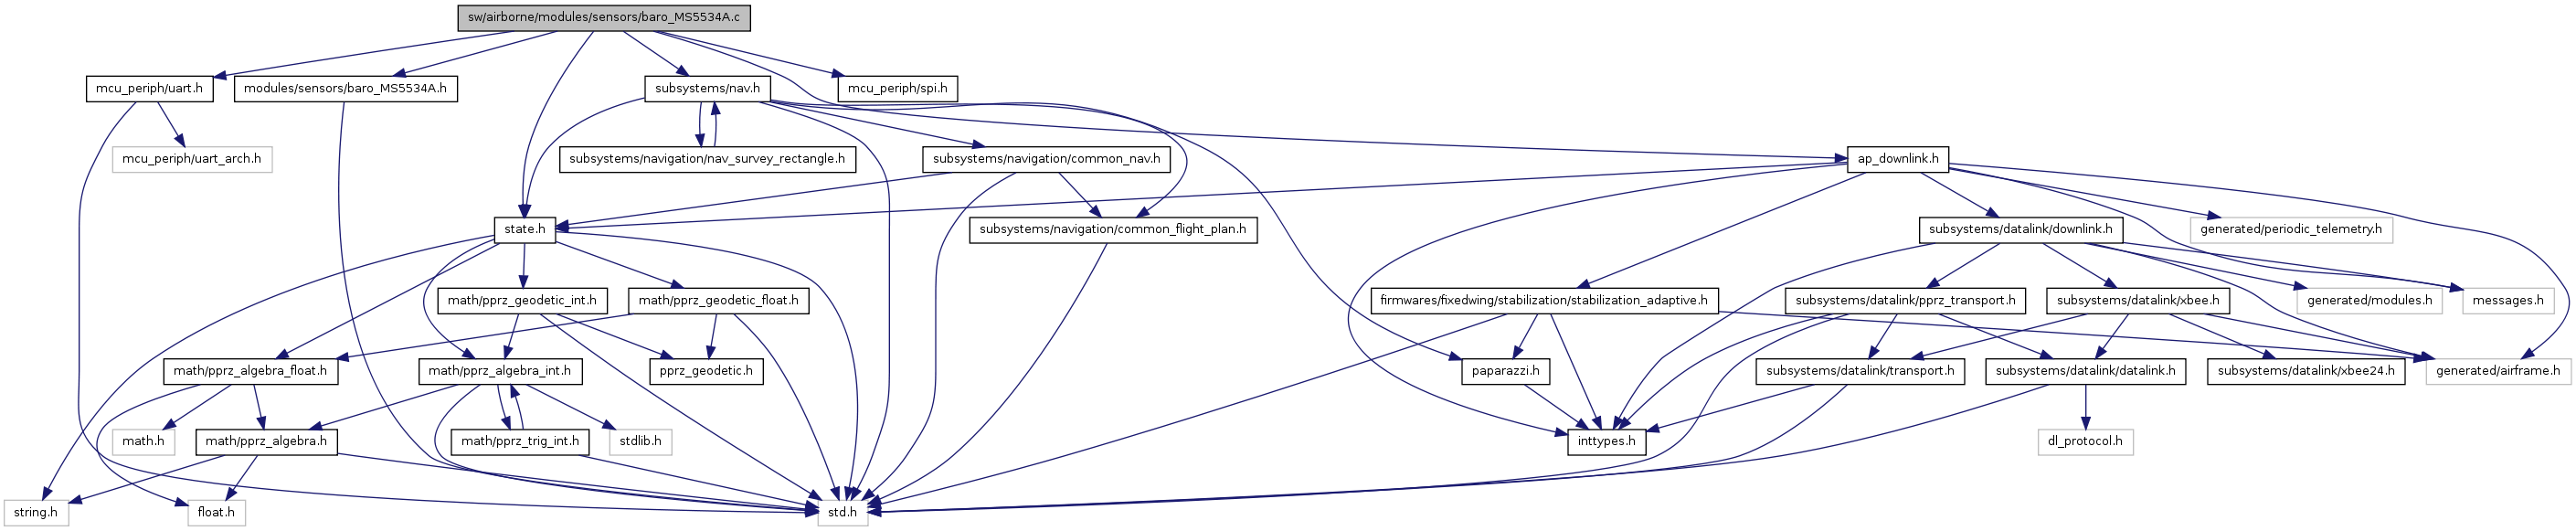 sw/airborne/modules/sensors/baro_MS5534A.c
mcu_periph/uart.h
modules/sensors/baro_MS5534A.h
subsystems/nav.h
mcu_periph/spi.h
mcu_periph/uart_arch.h
subsystems/navigation/nav_survey_rectangle.h
subsystems/navigation/common_nav.h
ap_downlink.h
state.h
subsystems/navigation/common_flight_plan.h
subsystems/datalink/downlink.h
generated/periodic_telemetry.h
math/pprz_geodetic_int.h
math/pprz_geodetic_float.h
firmwares/fixedwing/stabilization/stabilization_adaptive.h
subsystems/datalink/pprz_transport.h
subsystems/datalink/xbee.h
generated/modules.h
messages.h
math/pprz_algebra_float.h
math/pprz_algebra_int.h
pprz_geodetic.h
paparazzi.h
subsystems/datalink/transport.h
subsystems/datalink/datalink.h
subsystems/datalink/xbee24.h
generated/airframe.h
math.h
math/pprz_algebra.h
math/pprz_trig_int.h
stdlib.h
inttypes.h
dl_protocol.h
string.h
float.h
std.h